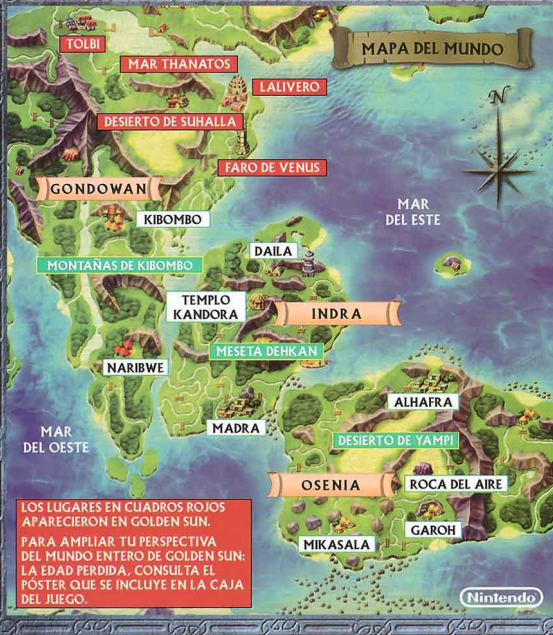 TOLBI
MAPA DEL MUNDO
MAR THANATOS
LALIVERO
N
DESIERTO DE SUHALLA
FARO DE VENUS
GONDOWAN
KIBOMBO
MAR
DEL ESTE
DAILA
MONTAÑAS DE KIBOMBO
TEMPLO
KANDORA
INDRA
MESETA DEHKAN
NARIBWE
ALHAFRA
MADRA
MAR
DEL OESTE
DESIERTO DE YAMPI
OSENIA
ROCA DEL AIRE
LOS LUGARES EN CUADROS ROJOS
APARECIERON EN GOLDEN SUN.
PARA AMPLIAR TU PERSPECTIVA
DEL MUNDO ENTERO DE GOLDEN SUN:
LA EDAD PERDIDA, CONSULTA EL
PÓSTER QUE SE INCLUYE EN LA CAJA
DEL JUEGO.
GAROH
MIKASALA
Nintendo